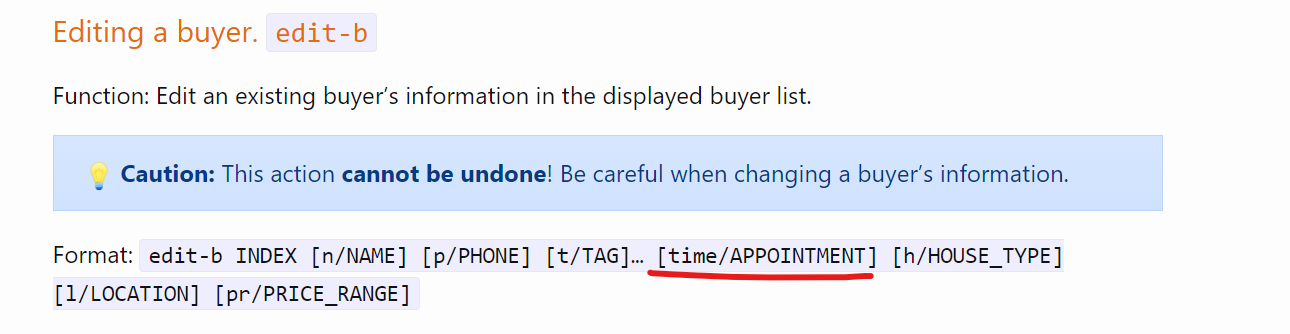 Editing a buyer. edit-b
Function: Edit an existing buyer’s information in the displayed buyer list.
Caution: This action cannot be undone! Be careful when changing a buyer’s information.
Format: edit-b INDEX [n/NAME] [p/PHONE] [t/TAG]… [time/APPOINTMENT] [h/HOUSE_TYPE]
[l/LOCATION] [pr/PRICE_RANGE]